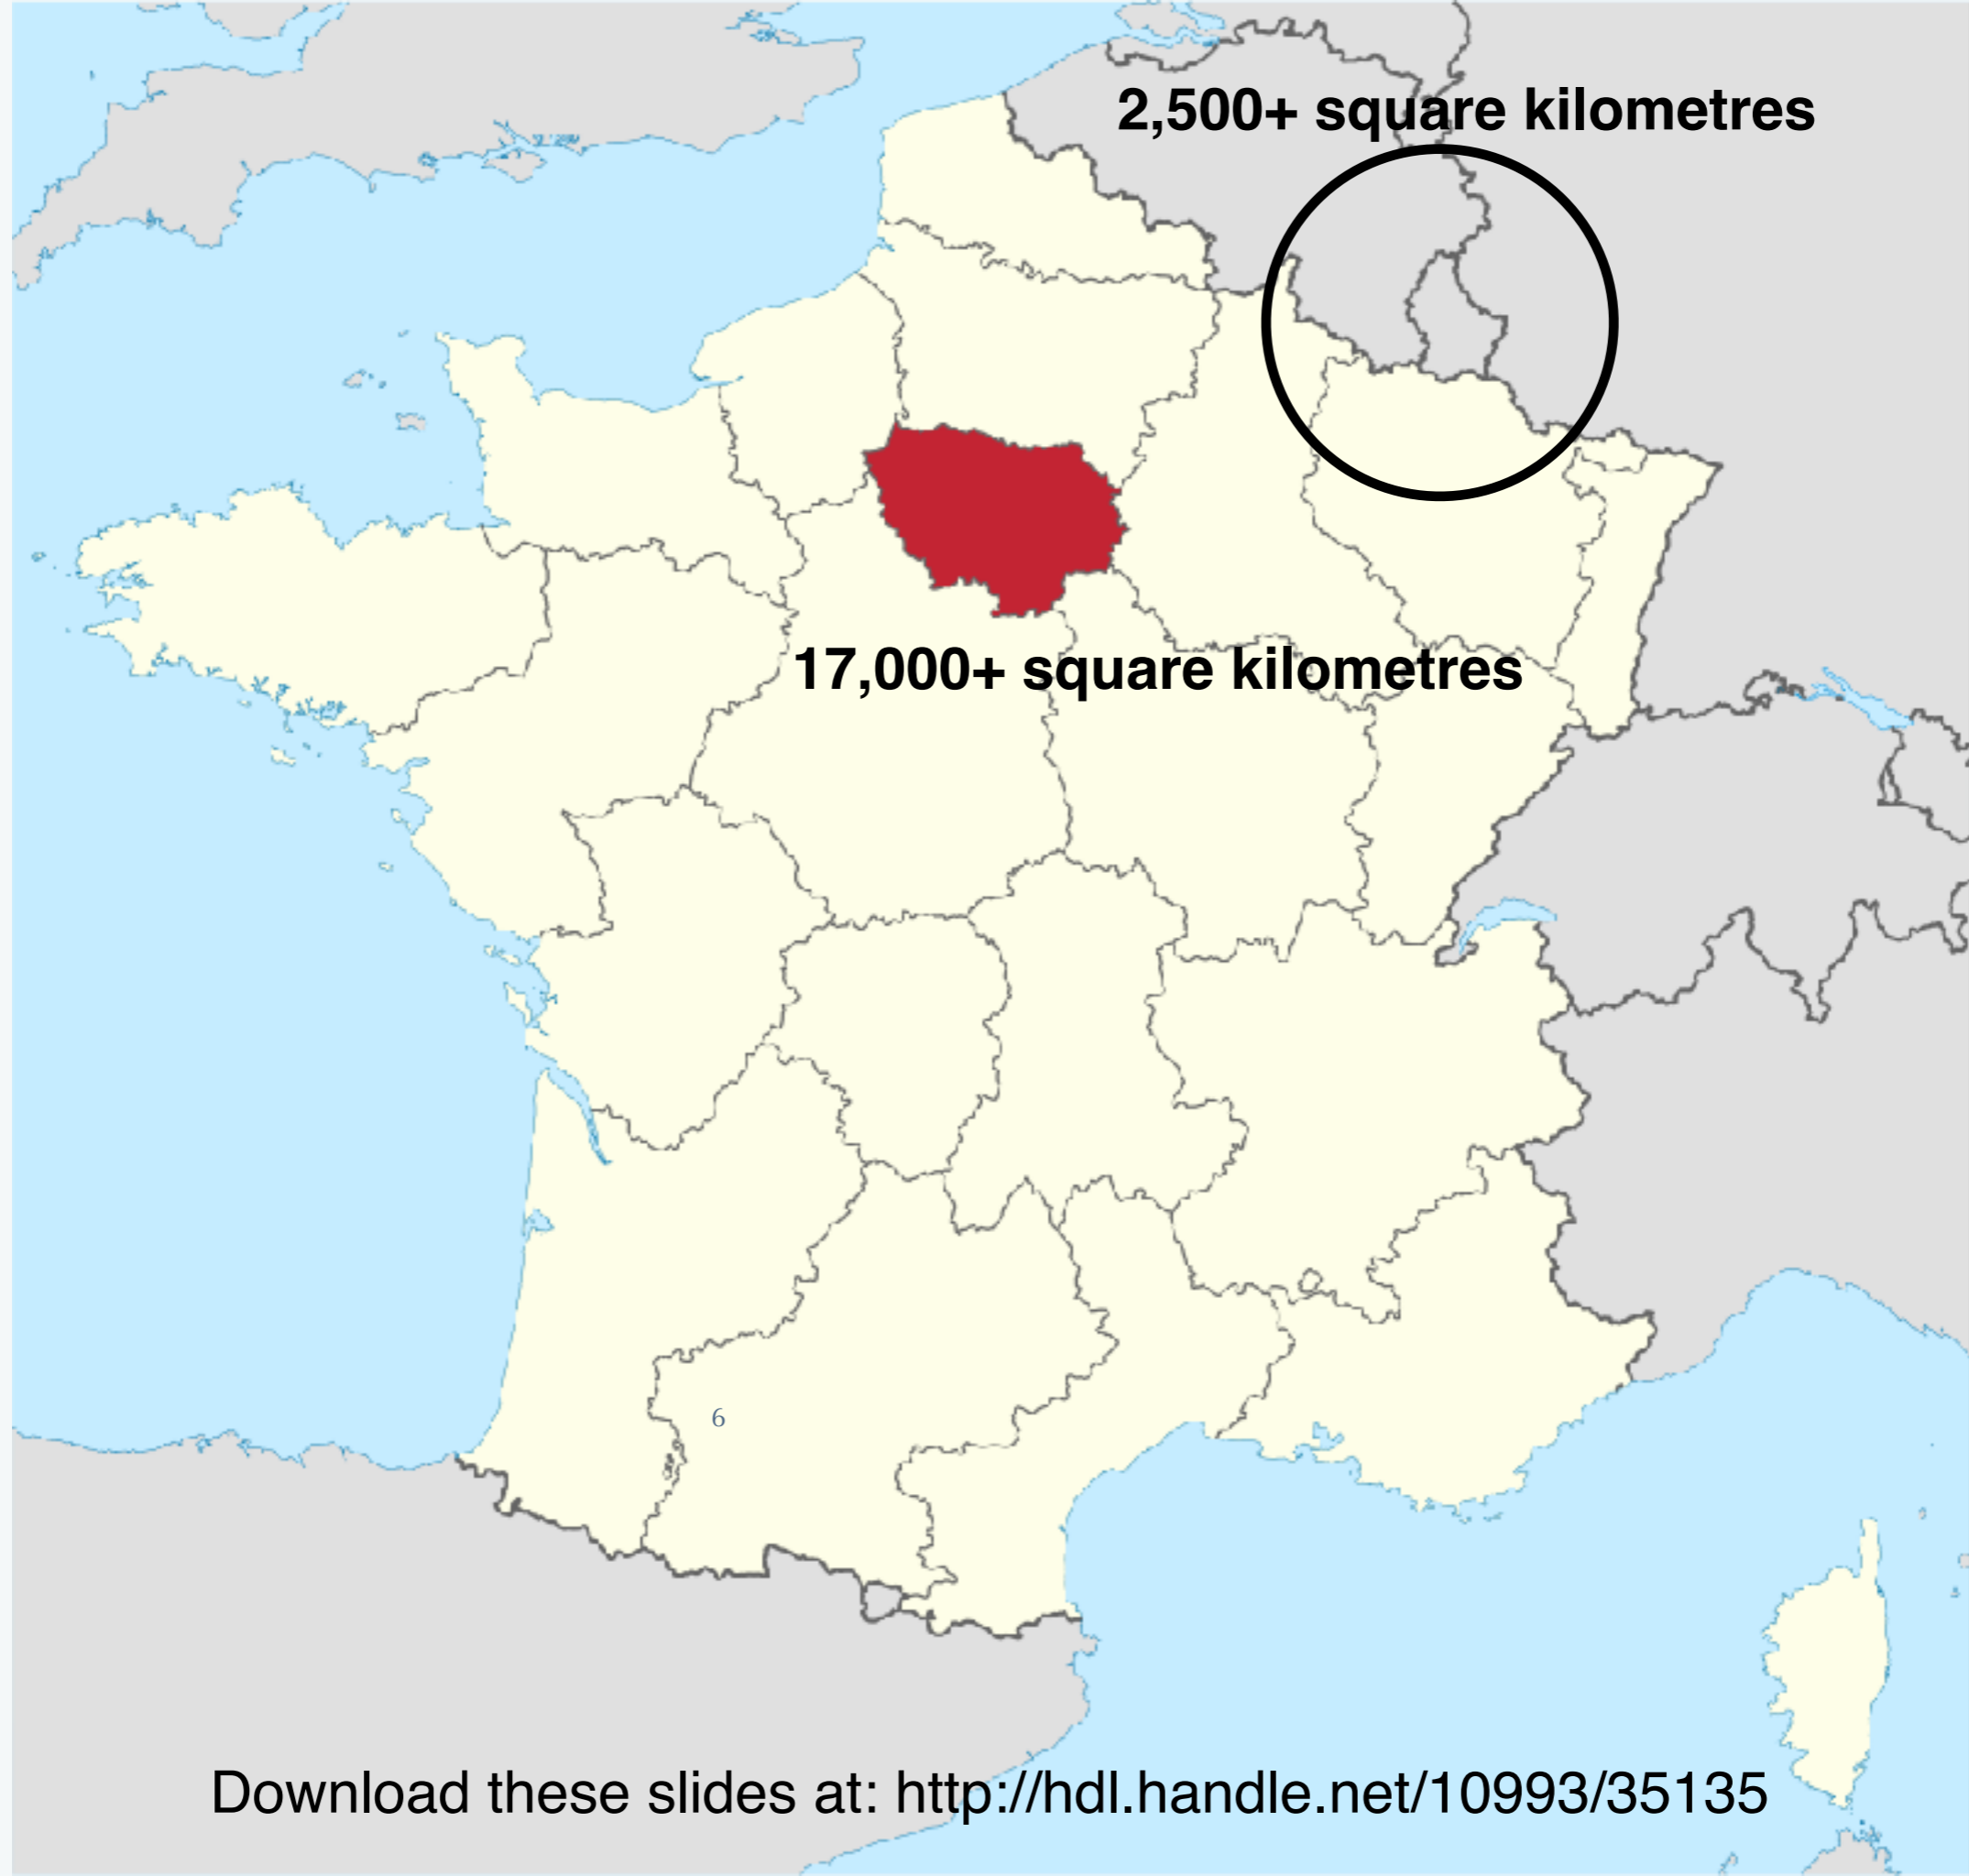 2,500+ square kilometres
17,000+ square kilometres
6
Download these slides at: http://hdl.handle.net/10993/35135